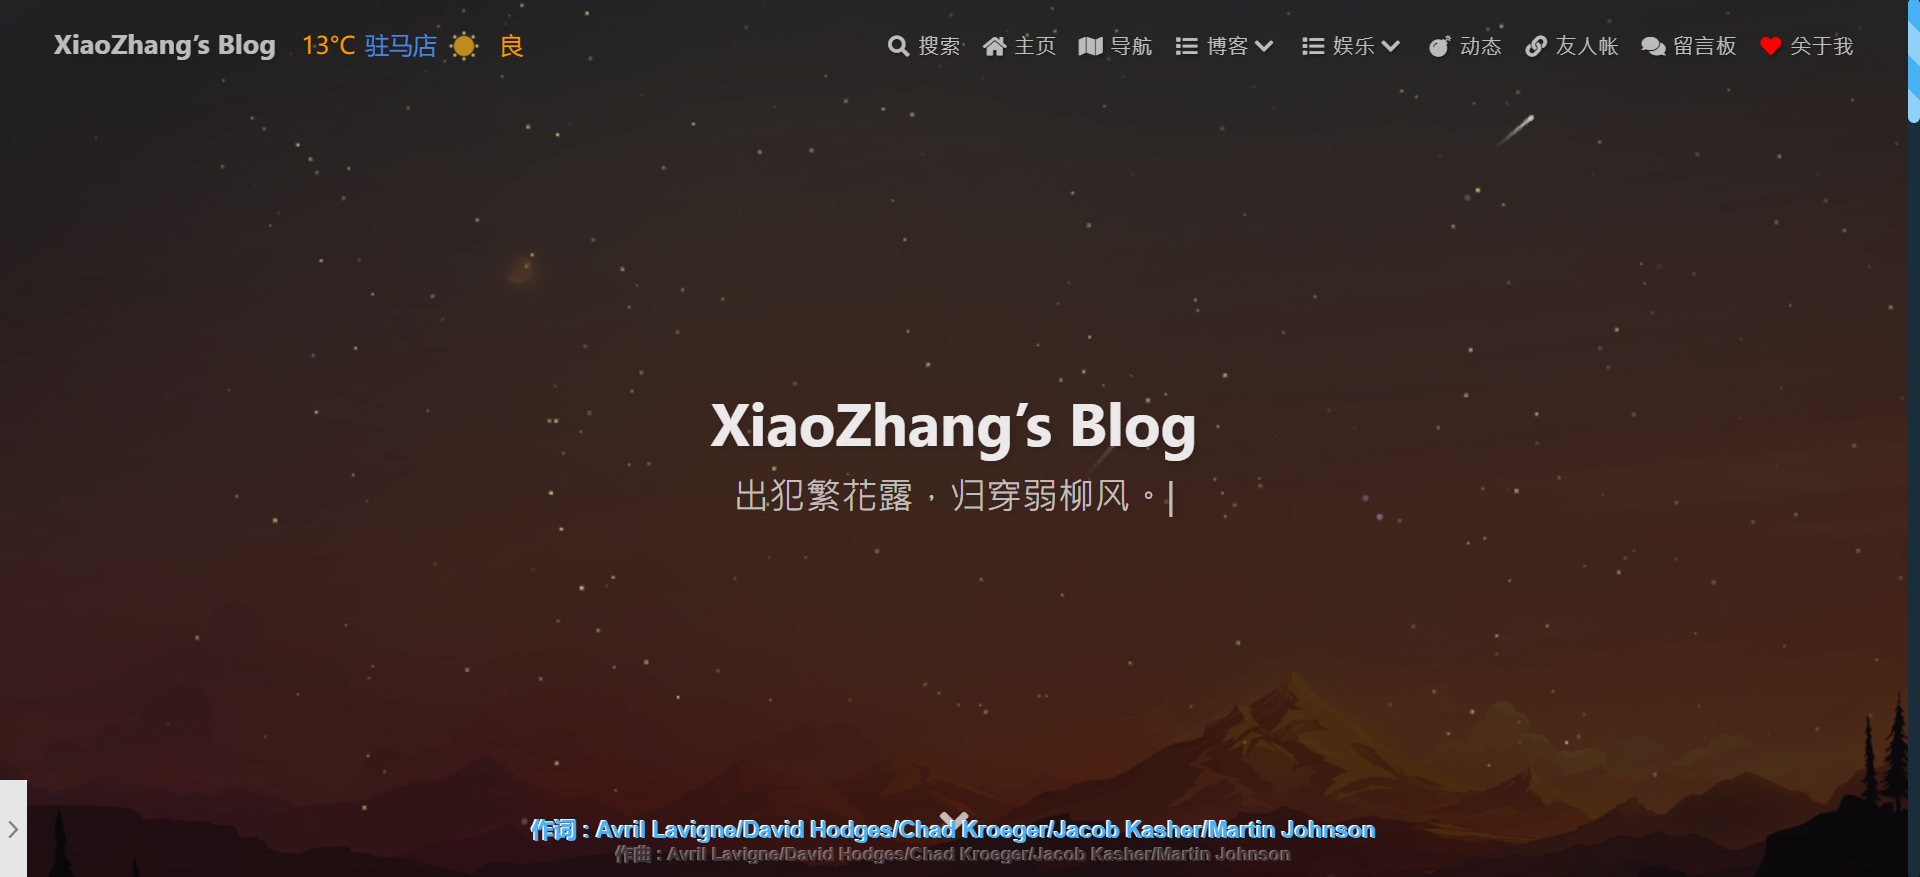 XiaoZhang’s Blog 13°C 驻马店 良 搜索 主页 导航 博客 娱乐 动态 友人帐 留言板 关于我
XiaoZhang’s Blog
出犯繁花露，归穿弱柳风。|
作词 : Avril Lavigne/David Hodges/Chad Kroeger/Jacob Kasher/Martin Johnson
作曲 : Avril Lavigne/David Hodges/Chad Kroeger/Jacob Kasher/Martin Johnson